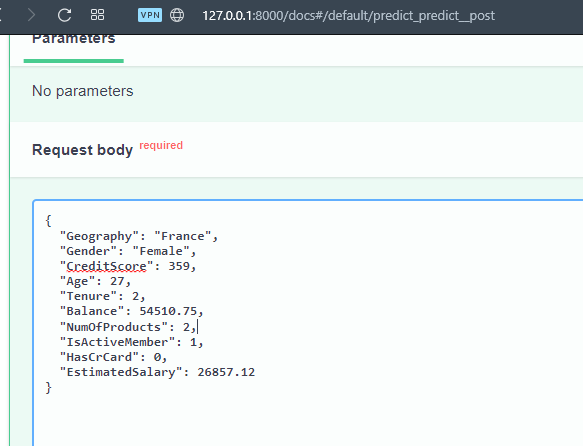 VPN 127.0.0.1:8000/docs#/default/predict_predict__post
Parameters
No parameters
Request body required
{
"Geography": "France",
"Gender": "Female",
"CreditScore": 359,
"Age": 27,
"Tenure": 2,
"Balance": 54510.75,
"NumOfProducts": 2,
"IsActiveMember": 1,
"HasCrCard": 0,
"EstimatedSalary": 26857.12
}